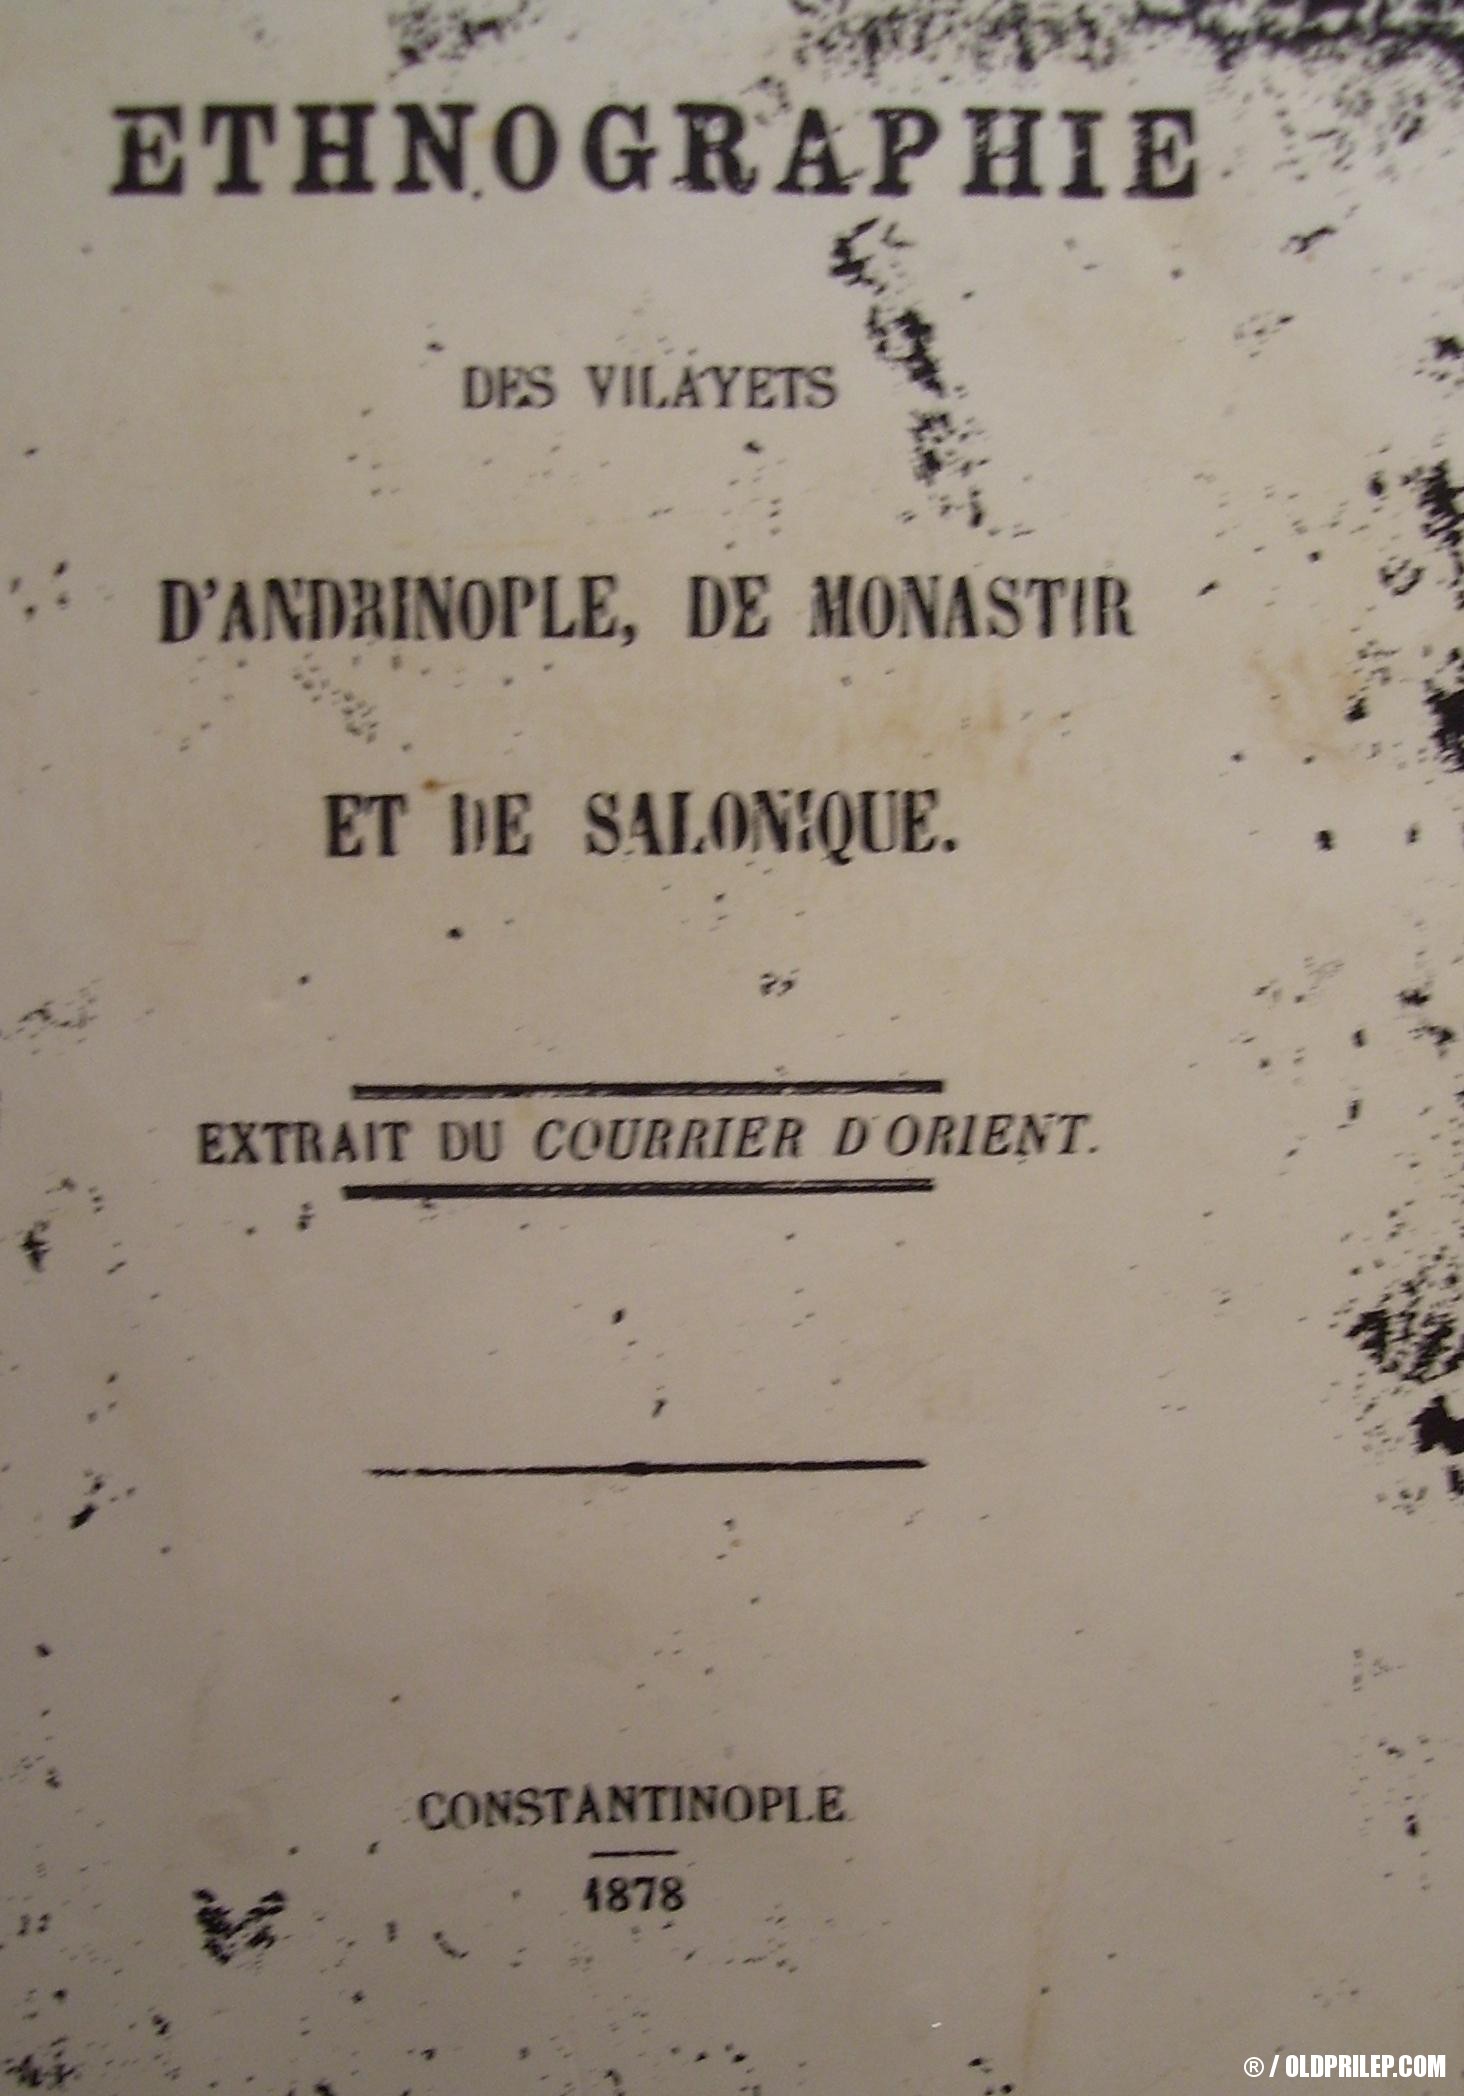 ETHNOGRAPHIE
DES VILAYETS
D'ANDRINOPLE, DE MONASTIR
ET DE SALONIQUE.
EXTRAIT DU COURRIER D'ORIENT.
CONSTANTINOPLE
1878
® / OLDPRILEP.COM